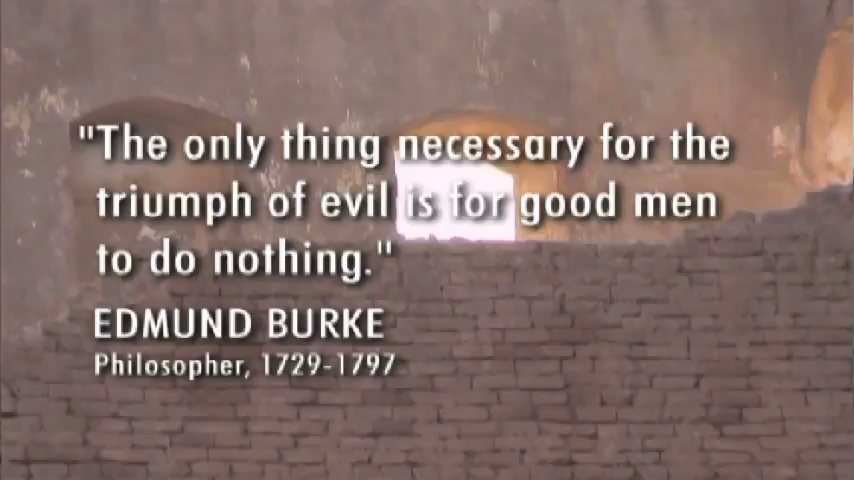 "The only thing necessary for the
triumph of evil is for good men
to do nothing."
EDMUND BURKE
Philosopher, 1729-1797